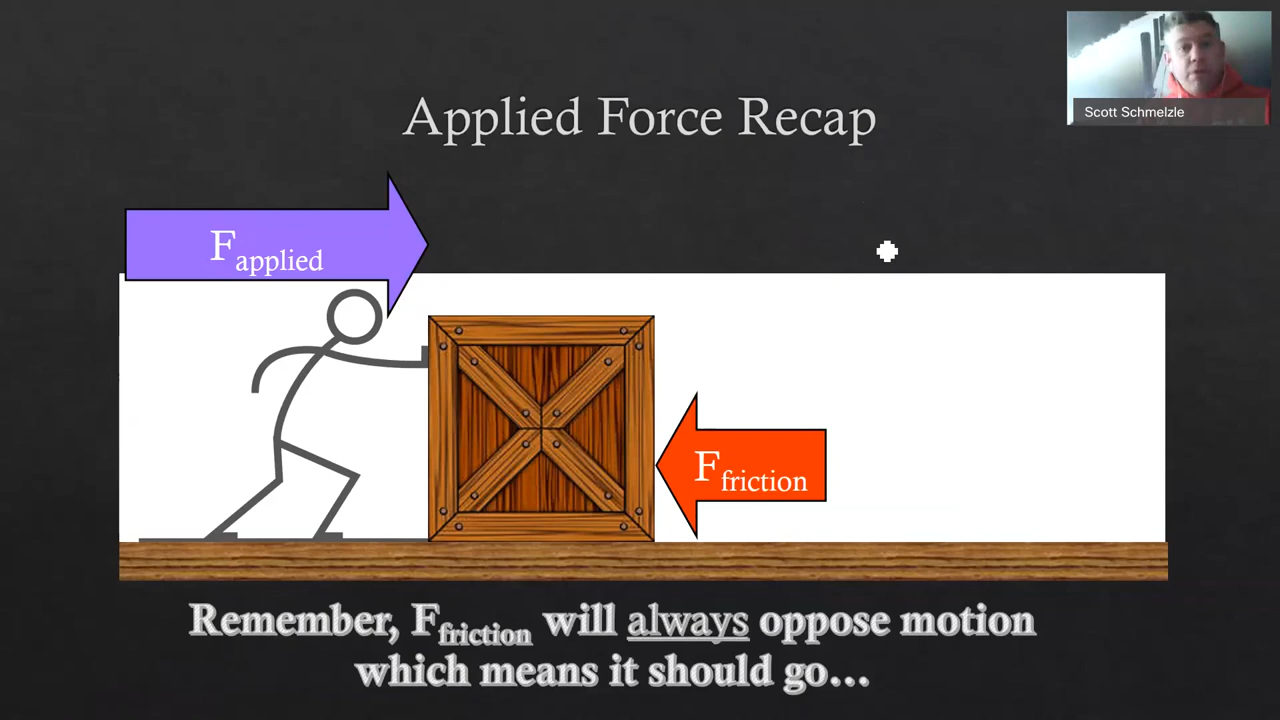 Scott Schmelzle
Applied Force Recap
Fapplied
Ffriction
Remember, Ffriction will always oppose motion
which means it should go...